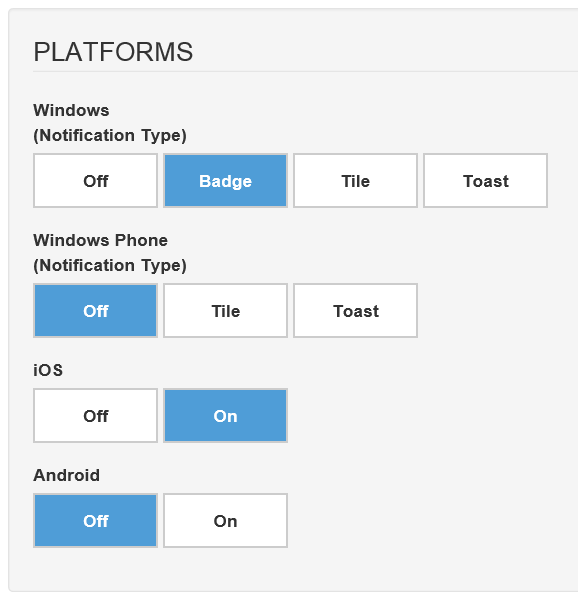 PLATFORMS
Windows
(Notification Type)
Off Badge Tile Toast
Windows Phone
(Notification Type)
Off Tile Toast
iOS
Off On
Android
Off On